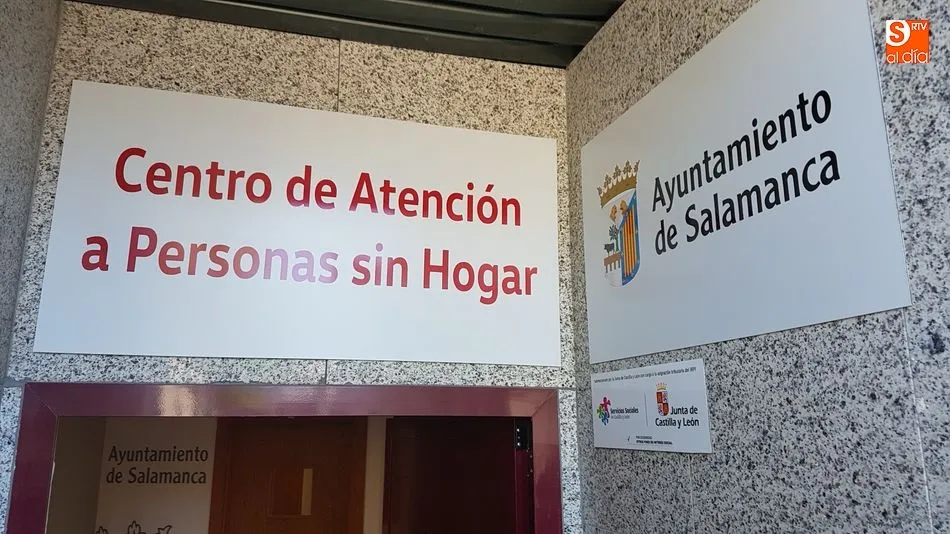 Centro de Atención
a Personas sin Hogar
Ayuntamiento
de Salamanca
Servicios Sociales
Junta de
Castilla y León
Ayuntamiento
de Salamanca
S RTV
al día